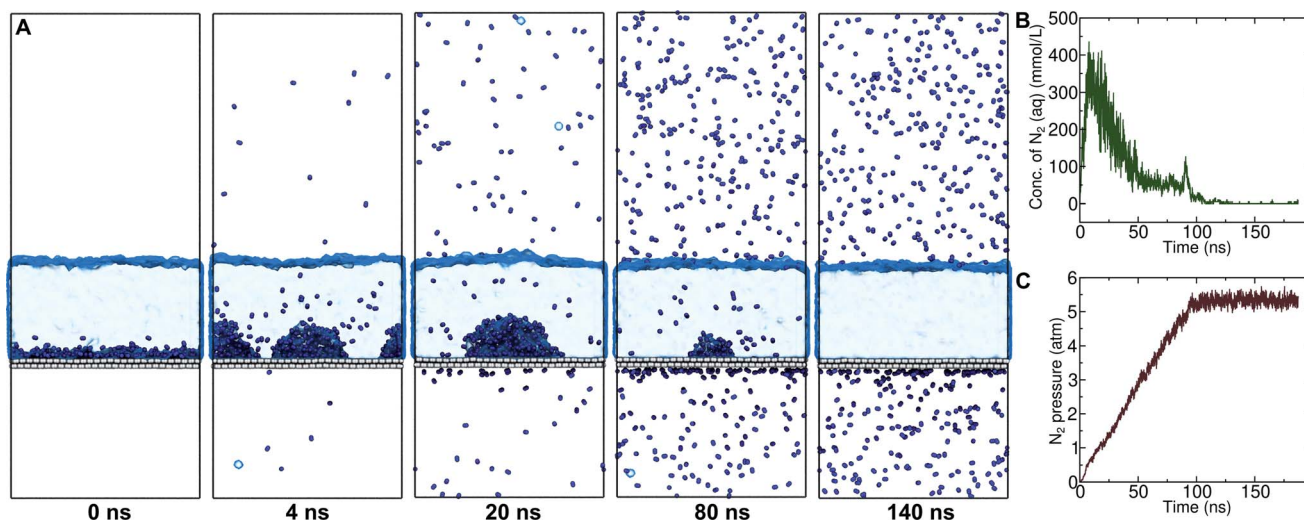 A
0 ns
4 ns
20 ns
80 ns
140 ns
B
Conc. of N₂ (aq) (mmol/L)
500
400
300
200
100
0
0
50
100
150
Time (ns)
C
N₂ pressure (atm)
6
5
4
3
2
1
0
0
50
100
150
Time (ns)